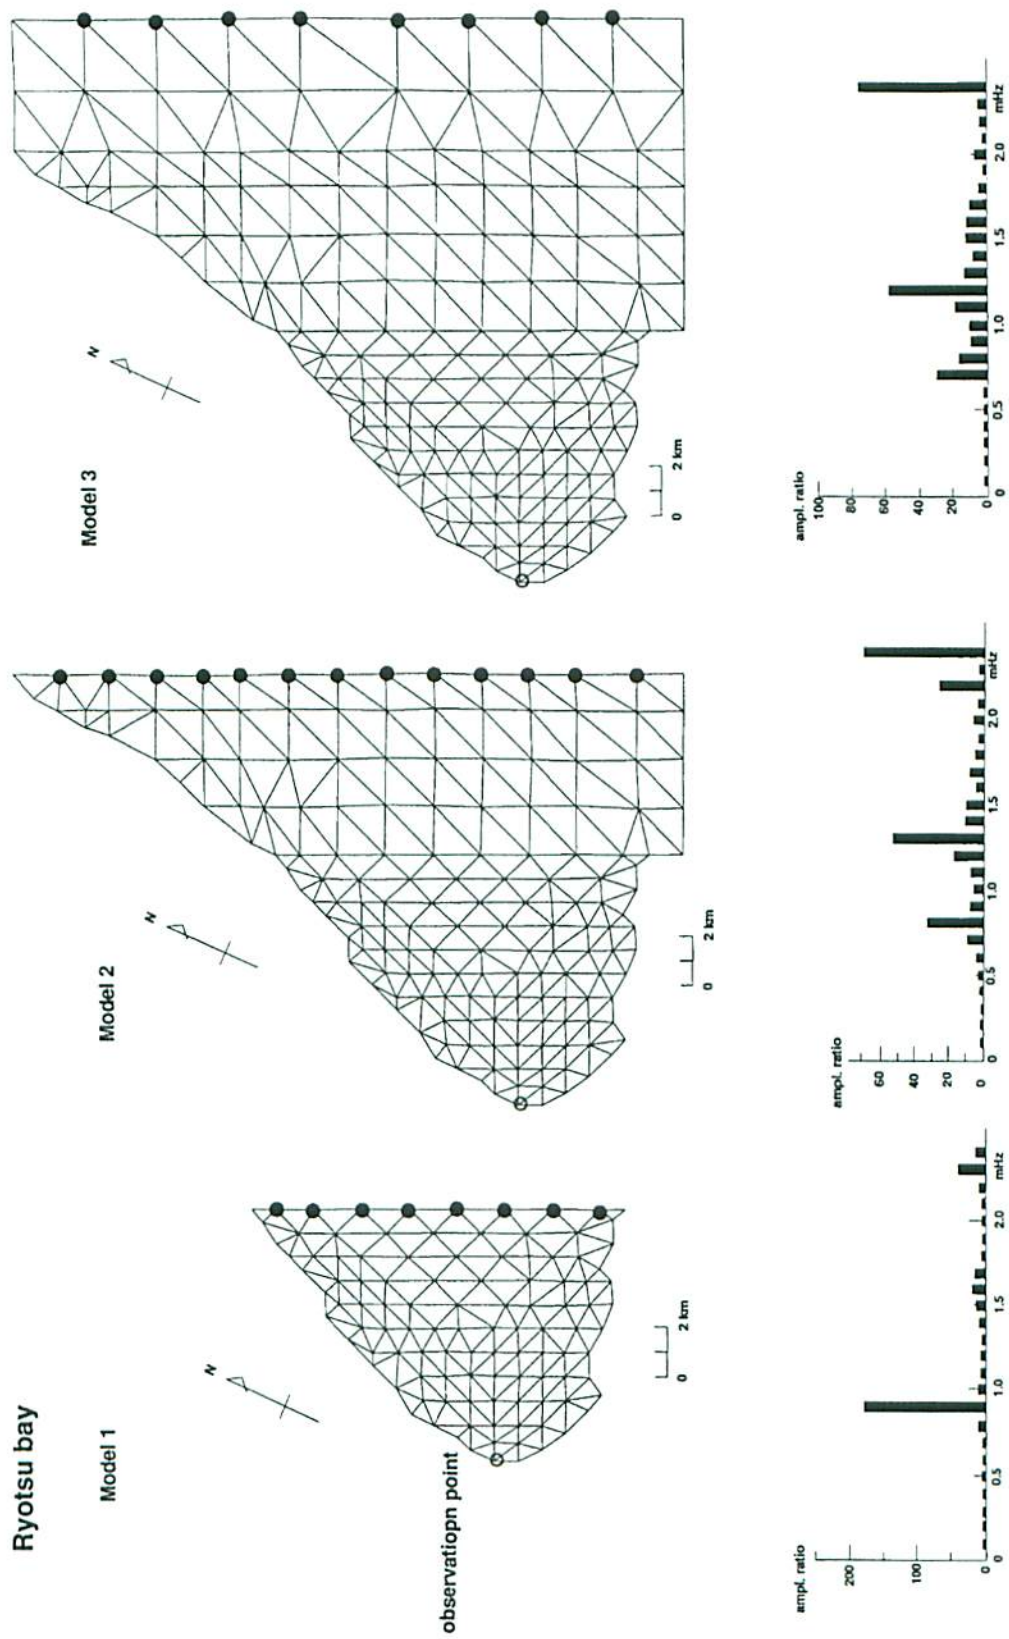 Ryotsu bay
Model 1
N
observatiopn point
0 2 km
ampl. ratio
200
100
0
0 0.5 1.0 1.5 2.0 mHz
Model 2
N
0 2 km
ampl. ratio
60
40
20
0
0 0.5 1.0 1.5 2.0 mHz
Model 3
N
0 2 km
ampl. ratio
100
80
60
40
20
0
0 0.5 1.0 1.5 2.0 mHz